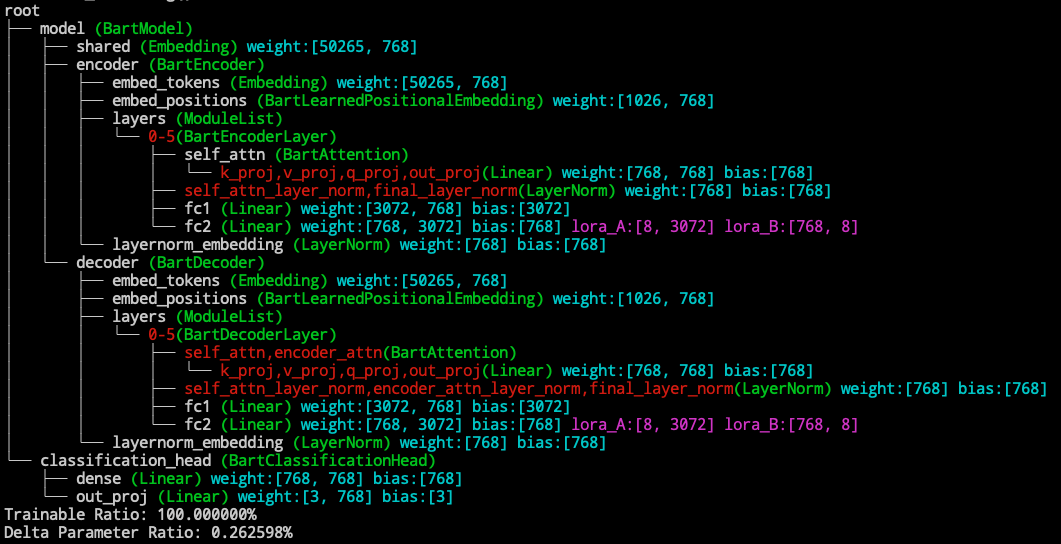 root
├── model (BartModel)
│   ├── shared (Embedding) weight:[50265, 768]
│   ├── encoder (BartEncoder)
│   │   ├── embed_tokens (Embedding) weight:[50265, 768]
│   │   ├── embed_positions (BartLearnedPositionalEmbedding) weight:[1026, 768]
│   │   ├── layers (ModuleList)
│   │   │   └── 0-5(BartEncoderLayer)
│   │   │       ├── self_attn (BartAttention)
│   │   │       │   └── k_proj,v_proj,q_proj,out_proj(Linear) weight:[768, 768] bias:[768]
│   │   │       ├── self_attn_layer_norm,final_layer_norm(LayerNorm) weight:[768] bias:[768]
│   │   │       ├── fc1 (Linear) weight:[3072, 768] bias:[3072]
│   │   │       └── fc2 (Linear) weight:[768, 3072] bias:[768] lora_A:[8, 3072] lora_B:[768, 8]
│   │   └── layernorm_embedding (LayerNorm) weight:[768] bias:[768]
│   └── decoder (BartDecoder)
│       ├── embed_tokens (Embedding) weight:[50265, 768]
│       ├── embed_positions (BartLearnedPositionalEmbedding) weight:[1026, 768]
│       ├── layers (ModuleList)
│       │   └── 0-5(BartDecoderLayer)
│       │       ├── self_attn,encoder_attn(BartAttention)
│       │       │   └── k_proj,v_proj,q_proj,out_proj(Linear) weight:[768, 768] bias:[768]
│       │       ├── self_attn_layer_norm,encoder_attn_layer_norm,final_layer_norm(LayerNorm) weight:[768] bias:[768]
│       │       ├── fc1 (Linear) weight:[3072, 768] bias:[3072]
│       │       └── fc2 (Linear) weight:[768, 3072] bias:[768] lora_A:[8, 3072] lora_B:[768, 8]
│       └── layernorm_embedding (LayerNorm) weight:[768] bias:[768]
└── classification_head (BartClassificationHead)
    ├── dense (Linear) weight:[768, 768] bias:[768]
    └── out_proj (Linear) weight:[3, 768] bias:[3]
Trainable Ratio: 100.000000%
Delta Parameter Ratio: 0.262598%